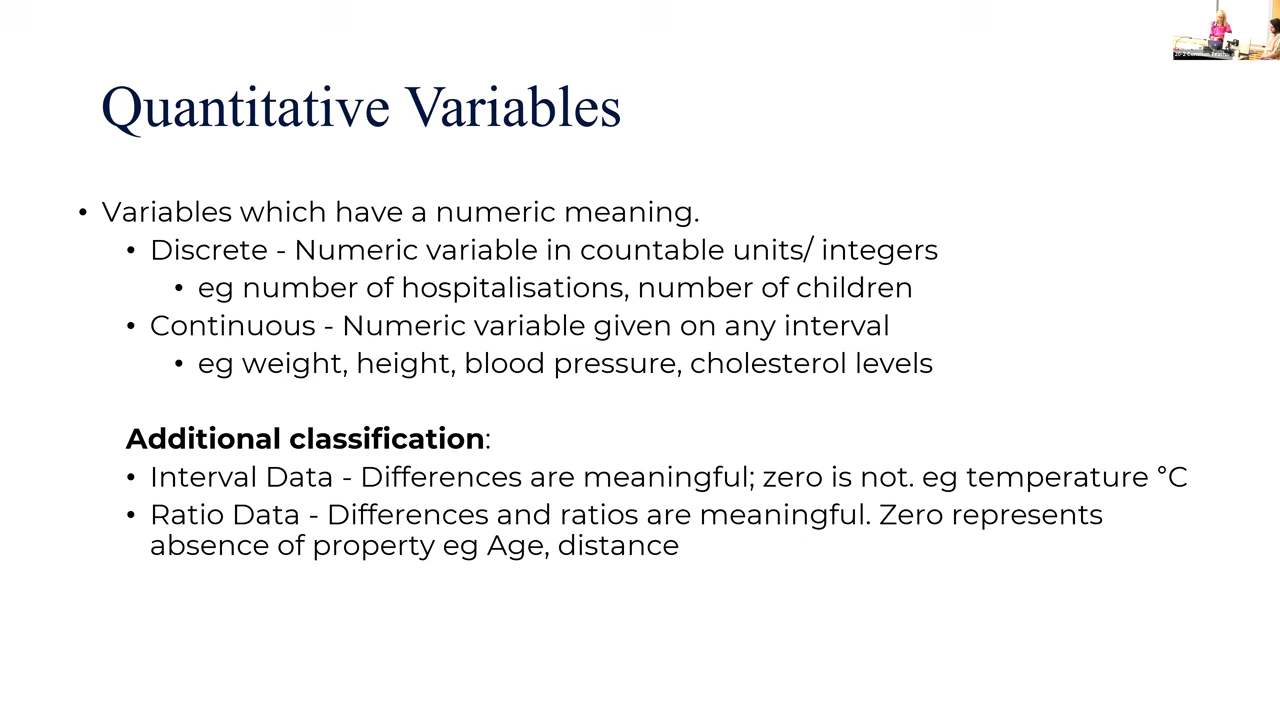 Quantitative Variables
• Variables which have a numeric meaning.
• Discrete - Numeric variable in countable units/ integers
• eg number of hospitalisations, number of children
• Continuous - Numeric variable given on any interval
• eg weight, height, blood pressure, cholesterol levels
Additional classification:
• Interval Data - Differences are meaningful; zero is not. eg temperature °C
• Ratio Data - Differences and ratios are meaningful. Zero represents
absence of property eg Age, distance